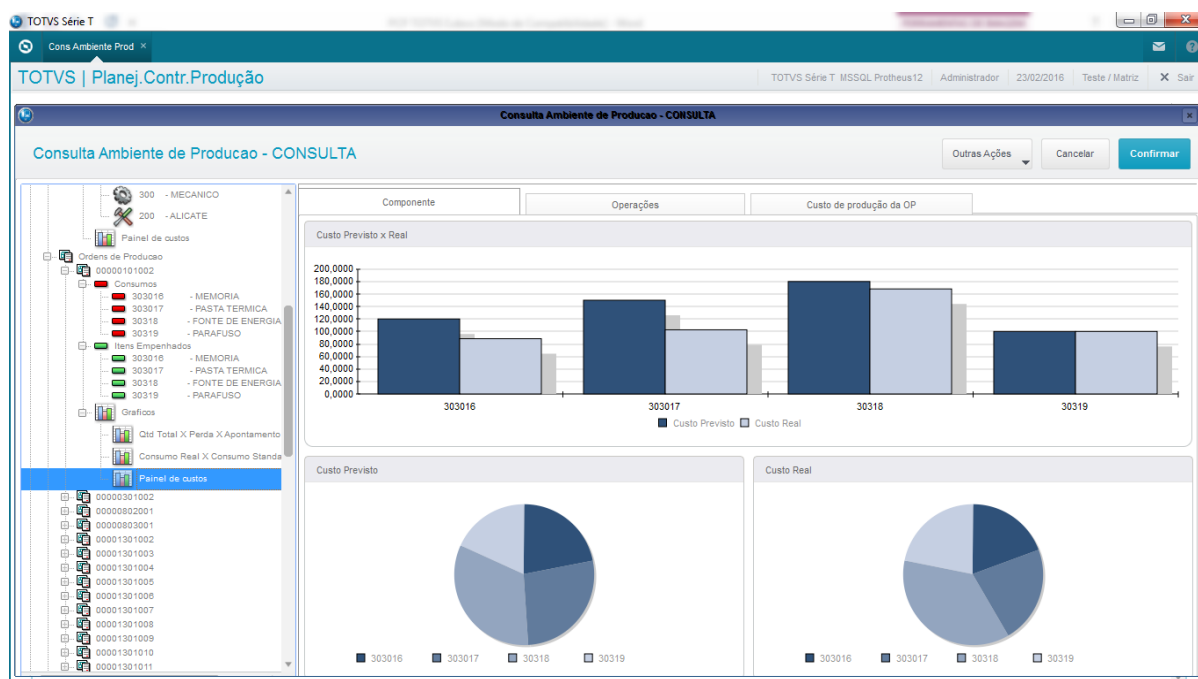 TOTVS Série T
Cons Ambiente Prod ×
TOTVS | Planej.Contr.Produção
TOTVS Série T MSSQL Protheus12 Administrador 23/02/2016 Teste / Matriz X Sair
Consulta Ambiente de Producao - CONSULTA
Consulta Ambiente de Producao - CONSULTA
Outras Ações
Cancelar
Confirmar
300 - MECANICO
200 - ALICATE
Painel de custos
Ordens de Producao
00000101002
Consumos
303016 - MEMORIA
303017 - PASTA TERMICA
30318 - FONTE DE ENERGIA
30319 - PARAFUSO
Itens Empenhados
303016 - MEMORIA
303017 - PASTA TERMICA
30318 - FONTE DE ENERGIA
30319 - PARAFUSO
Graficos
Qtd Total X Perda X Apontamento
Consumo Real X Consumo Standa
Painel de custos
00000301002
00000802001
00000803001
00001301002
00001301003
00001301004
00001301005
00001301006
00001301007
00001301008
00001301009
00001301010
00001301011
Componente
Operações
Custo de produção da OP
Custo Previsto x Real
200,0000
180,0000
160,0000
140,0000
120,0000
100,0000
80,0000
60,0000
40,0000
20,0000
0,0000
303016 303017 30318 30319
Custo Previsto Custo Real
Custo Previsto
303016 303017 30318 30319
Custo Real
303016 303017 30318 30319